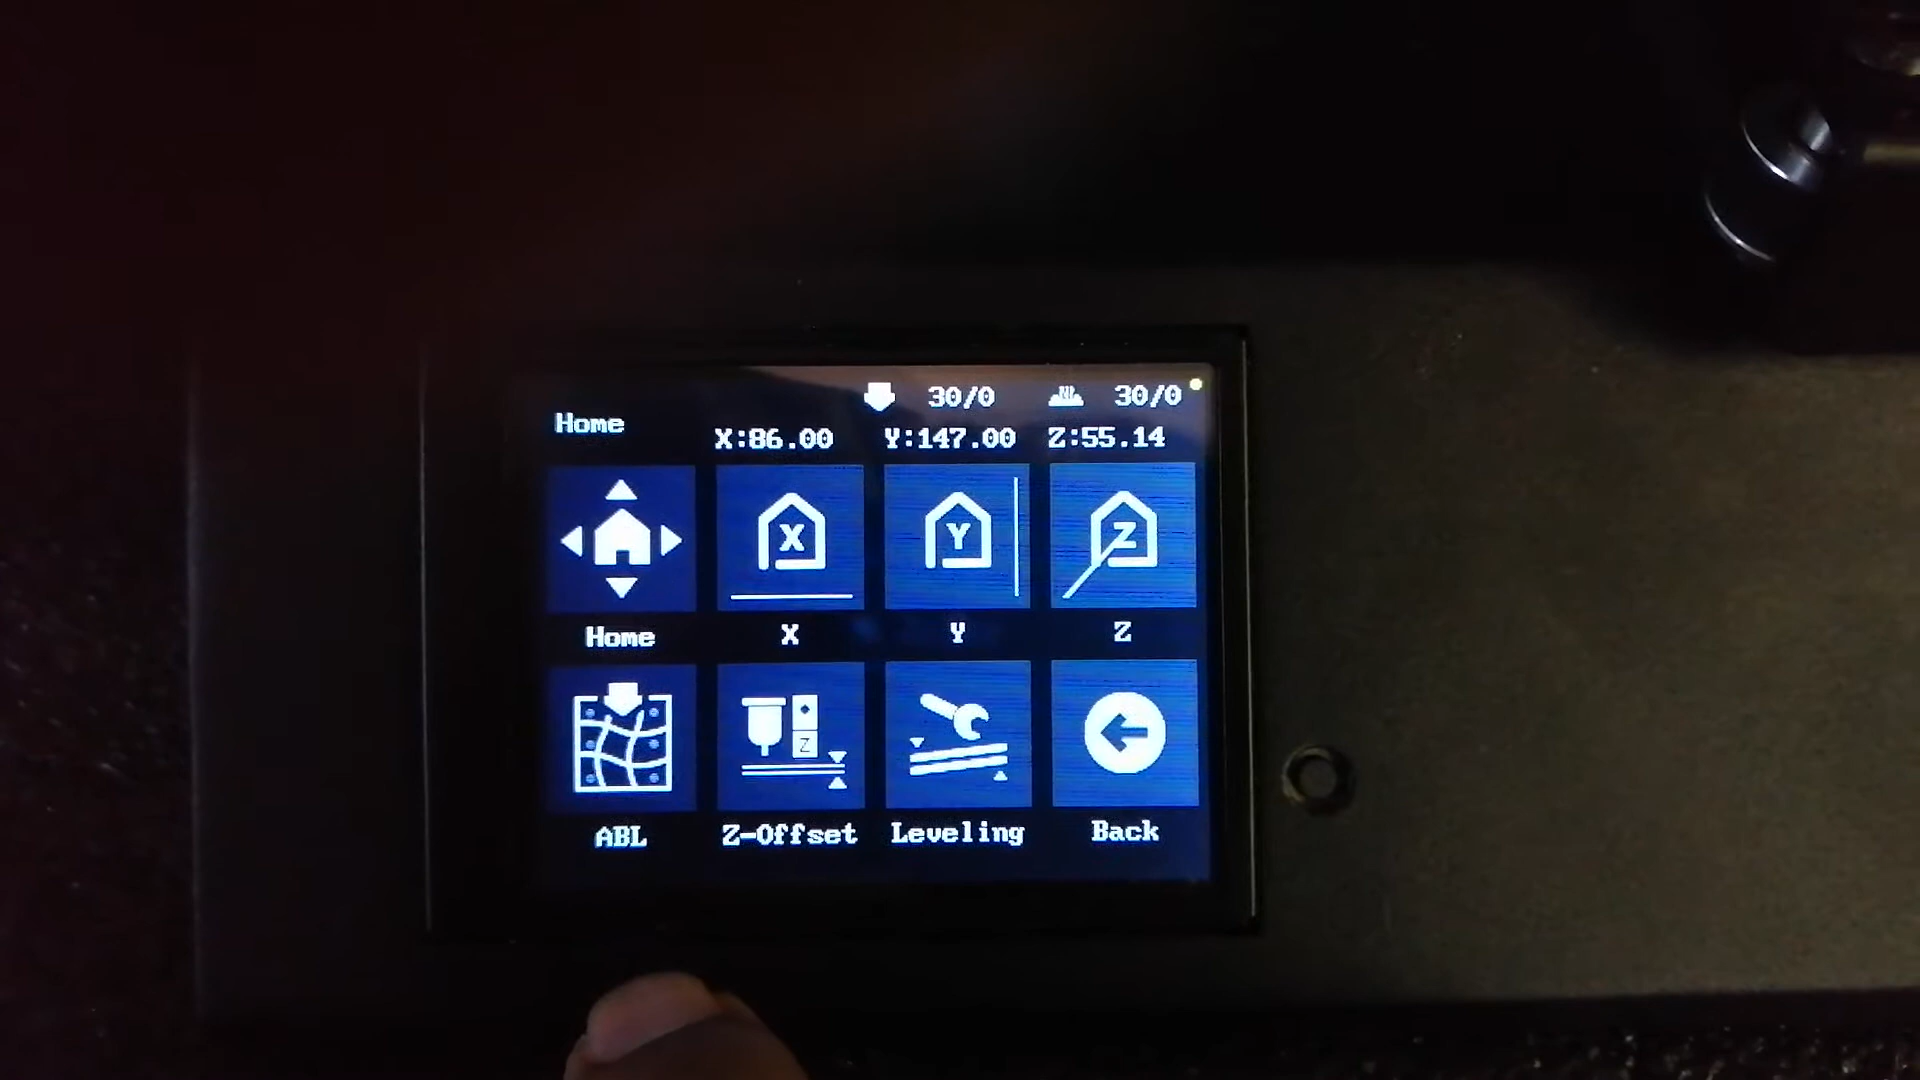 30/0 30/0
Home X:86.00 Y:147.00 Z:55.14
X Y Z
Home X Y Z
Z
ABL Z-Offset Leveling Back